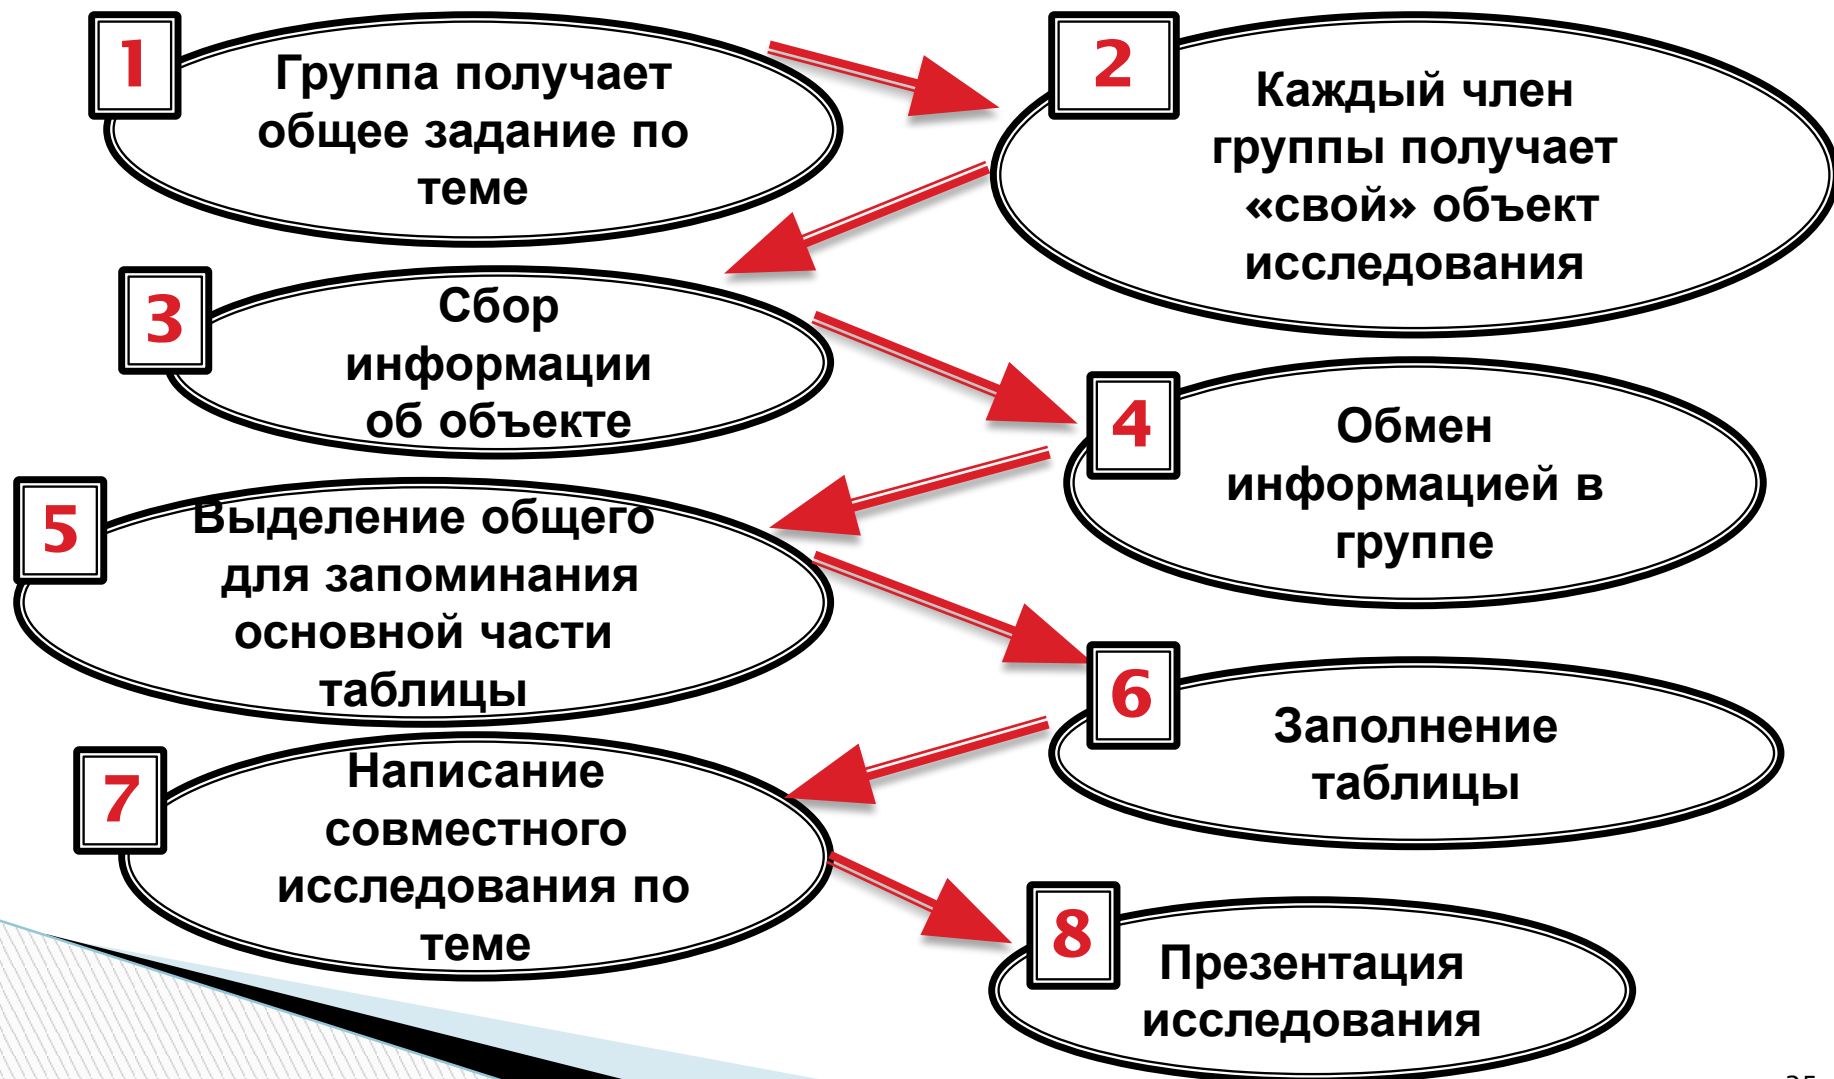 1
Группа получает
общее задание по
теме
2
Каждый член
группы получает
«свой» объект
исследования
3
Сбор
информации
об объекте
4
Обмен
информацией в
группе
5
Выделение общего
для запоминания
основной части
таблицы
6
Заполнение
таблицы
7
Написание
совместного
исследования по
теме
8
Презентация
исследования